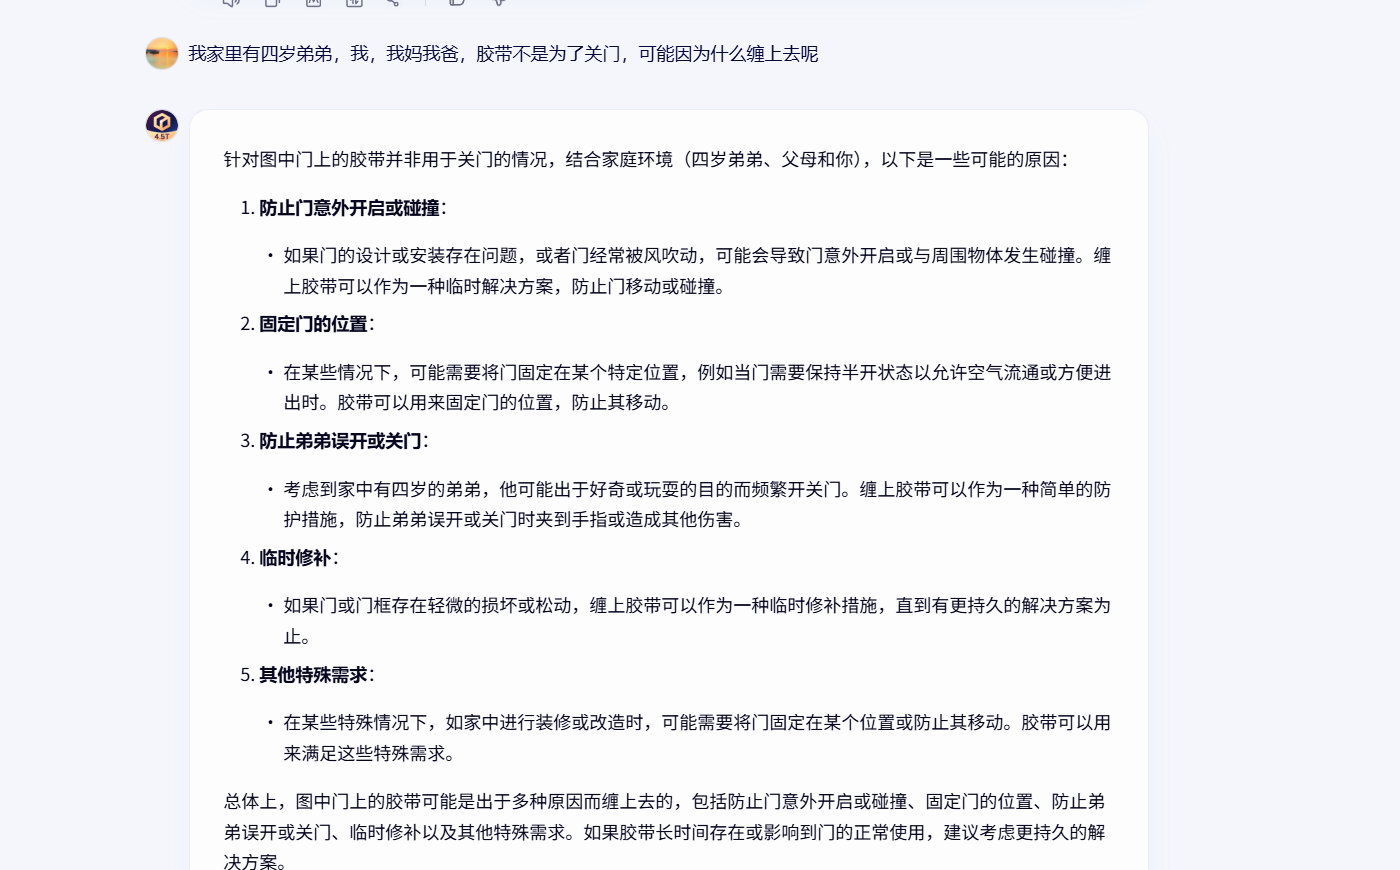 我家里有四岁弟弟，我，我妈我爸，胶带不是为了关门，可能因为什么缠上去呢
4.5T
针对图中门上的胶带并非用于关门的情况，结合家庭环境（四岁弟弟、父母和你），以下是一些可能的原因：
1. 防止门意外开启或碰撞：
• 如果门的设计或安装存在问题，或者门经常被风吹动，可能会导致门意外开启或与周围物体发生碰撞。缠
上胶带可以作为一种临时解决方案，防止门移动或碰撞。
2. 固定门的位置：
• 在某些情况下，可能需要将门固定在某个特定位置，例如当门需要保持半开状态以允许空气流通或方便进
出时。胶带可以用来固定门的位置，防止其移动。
3. 防止弟弟误开或关门：
• 考虑到家中有四岁的弟弟，他可能出于好奇或玩耍的目的而频繁开关门。缠上胶带可以作为一种简单的防
护措施，防止弟弟误开或关门时夹到手指或造成其他伤害。
4. 临时修补：
• 如果门或门框存在轻微的损坏或松动，缠上胶带可以作为一种临时修补措施，直到有更持久的解决方案为
止。
5. 其他特殊需求：
• 在某些特殊情况下，如家中进行装修或改造时，可能需要将门固定在某个位置或防止其移动。胶带可以用
来满足这些特殊需求。
总体上，图中门上的胶带可能是出于多种原因而缠上去的，包括防止门意外开启或碰撞、固定门的位置、防止弟
弟误开或关门、临时修补以及其他特殊需求。如果胶带长时间存在或影响到门的正常使用，建议考虑更持久的解
决方案。